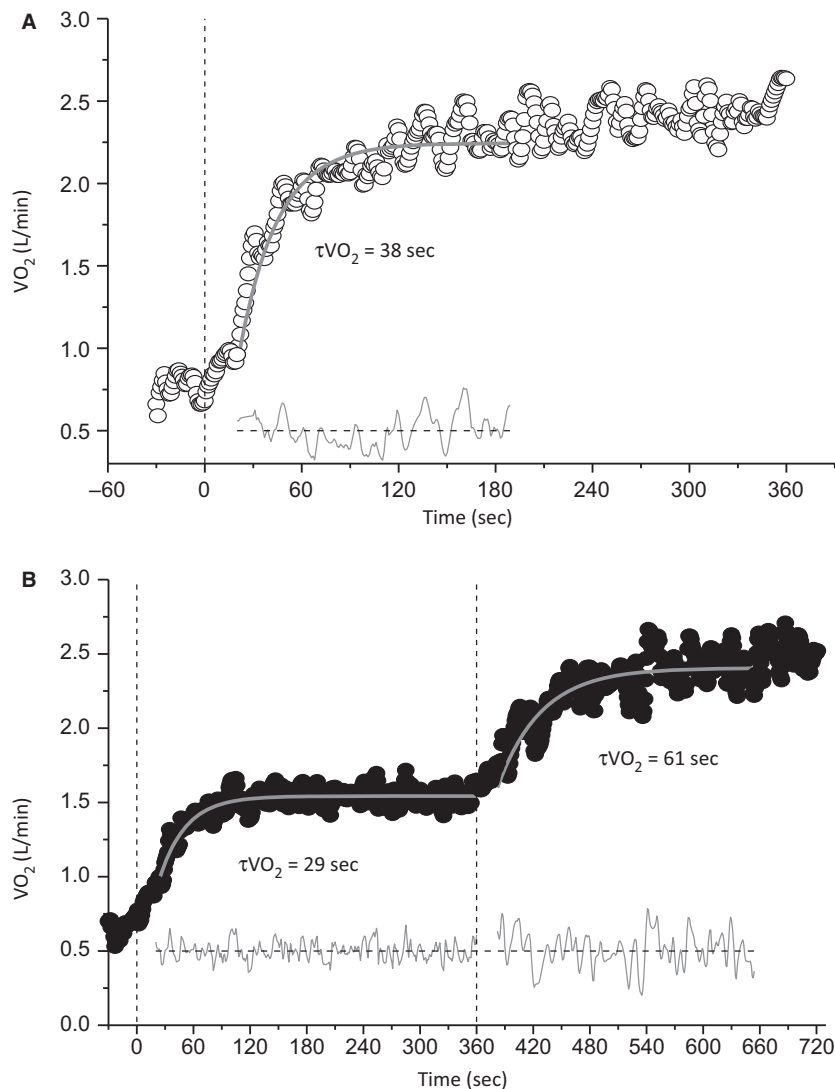 A
3.0
2.5
2.0
1.5
1.0
0.5
VO2 (L/min)
τVO2 = 38 sec
–60 0 60 120 180 240 300 360
Time (sec)
B
3.0
2.5
2.0
1.5
1.0
0.5
0.0
VO2 (L/min)
τVO2 = 61 sec
τVO2 = 29 sec
0 60 120 180 240 300 360 420 480 540 600 660 720
Time (sec)